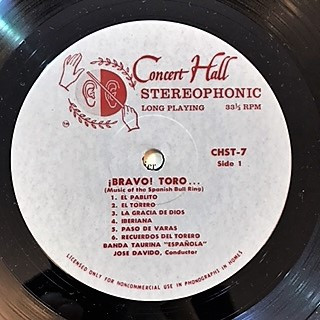 Concert Hall
STEREOPHONIC
LONG PLAYING 33⅓ RPM
CHST-7
Side 1
¡BRAVO! TORO...
(Music of the Spanish Bull Ring)
1. EL PABLITO
2. EL TORERO
3. LA GRACIA DE DIOS
4. IBERIANA
5. PASO DE VARAS
6. RECUERDOS DEL TORERO
BANDA TAURINA "ESPAÑOLA"
JOSE DAVIDO, Conductor
LICENSED ONLY FOR NONCOMMERCIAL USE IN PHONOGRAPHS IN HOMES